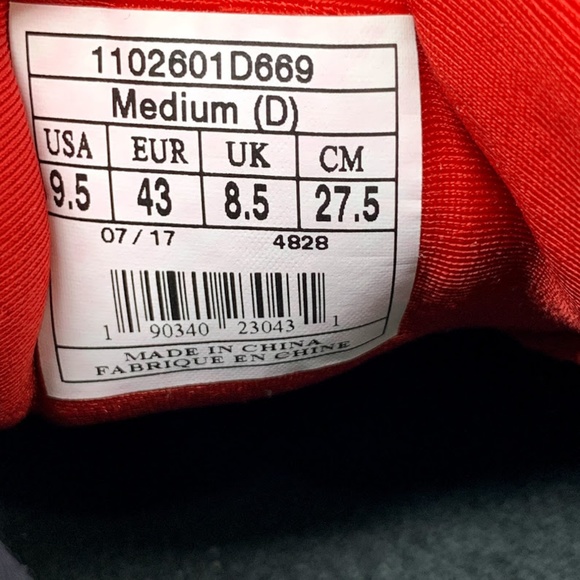 1102601D669
Medium (D)
USA EUR UK CM
9.5 43 8.5 27.5
07/17 4828
1 90340 23043 1
MADE IN CHINA
FABRIQUE EN CHINE